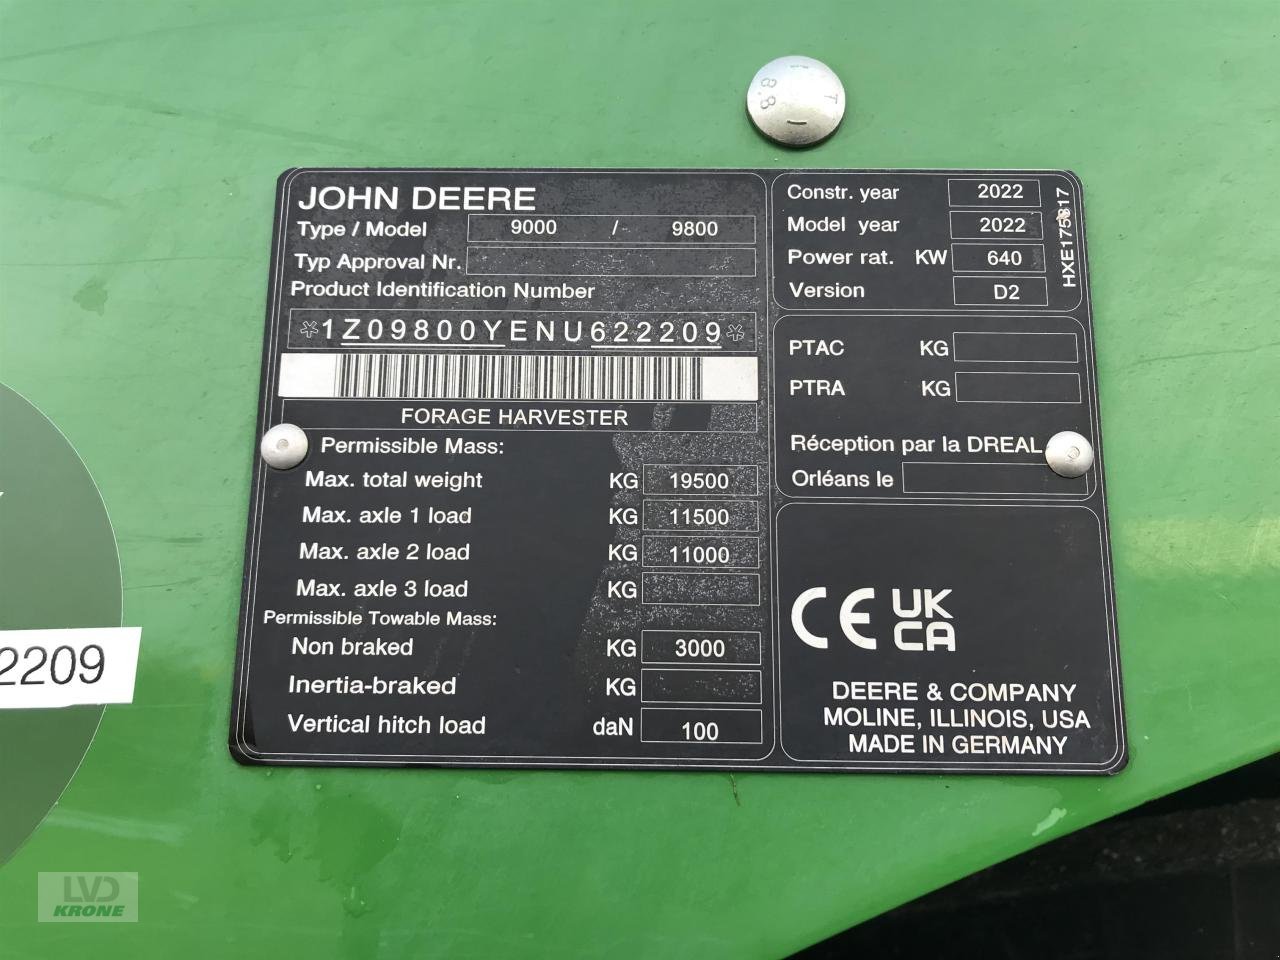 T
8.8
JOHN DEERE
Type / Model 9000 / 9800
Typ Approval Nr.
Product Identification Number
*1Z09800YENU622209*
FORAGE HARVESTER
Permissible Mass:
Max. total weight KG 19500
Max. axle 1 load KG 11500
Max. axle 2 load KG 11000
Max. axle 3 load KG
Permissible Towable Mass:
Non braked KG 3000
Inertia-braked KG
Vertical hitch load daN 100
Constr. year 2022
Model year 2022
Power rat. KW 640
Version D2
PTAC KG
PTRA KG
Réception par la DREAL
Orléans le
CE UK
CA
DEERE & COMPANY
MOLINE, ILLINOIS, USA
MADE IN GERMANY
2209
LVD
KRONE